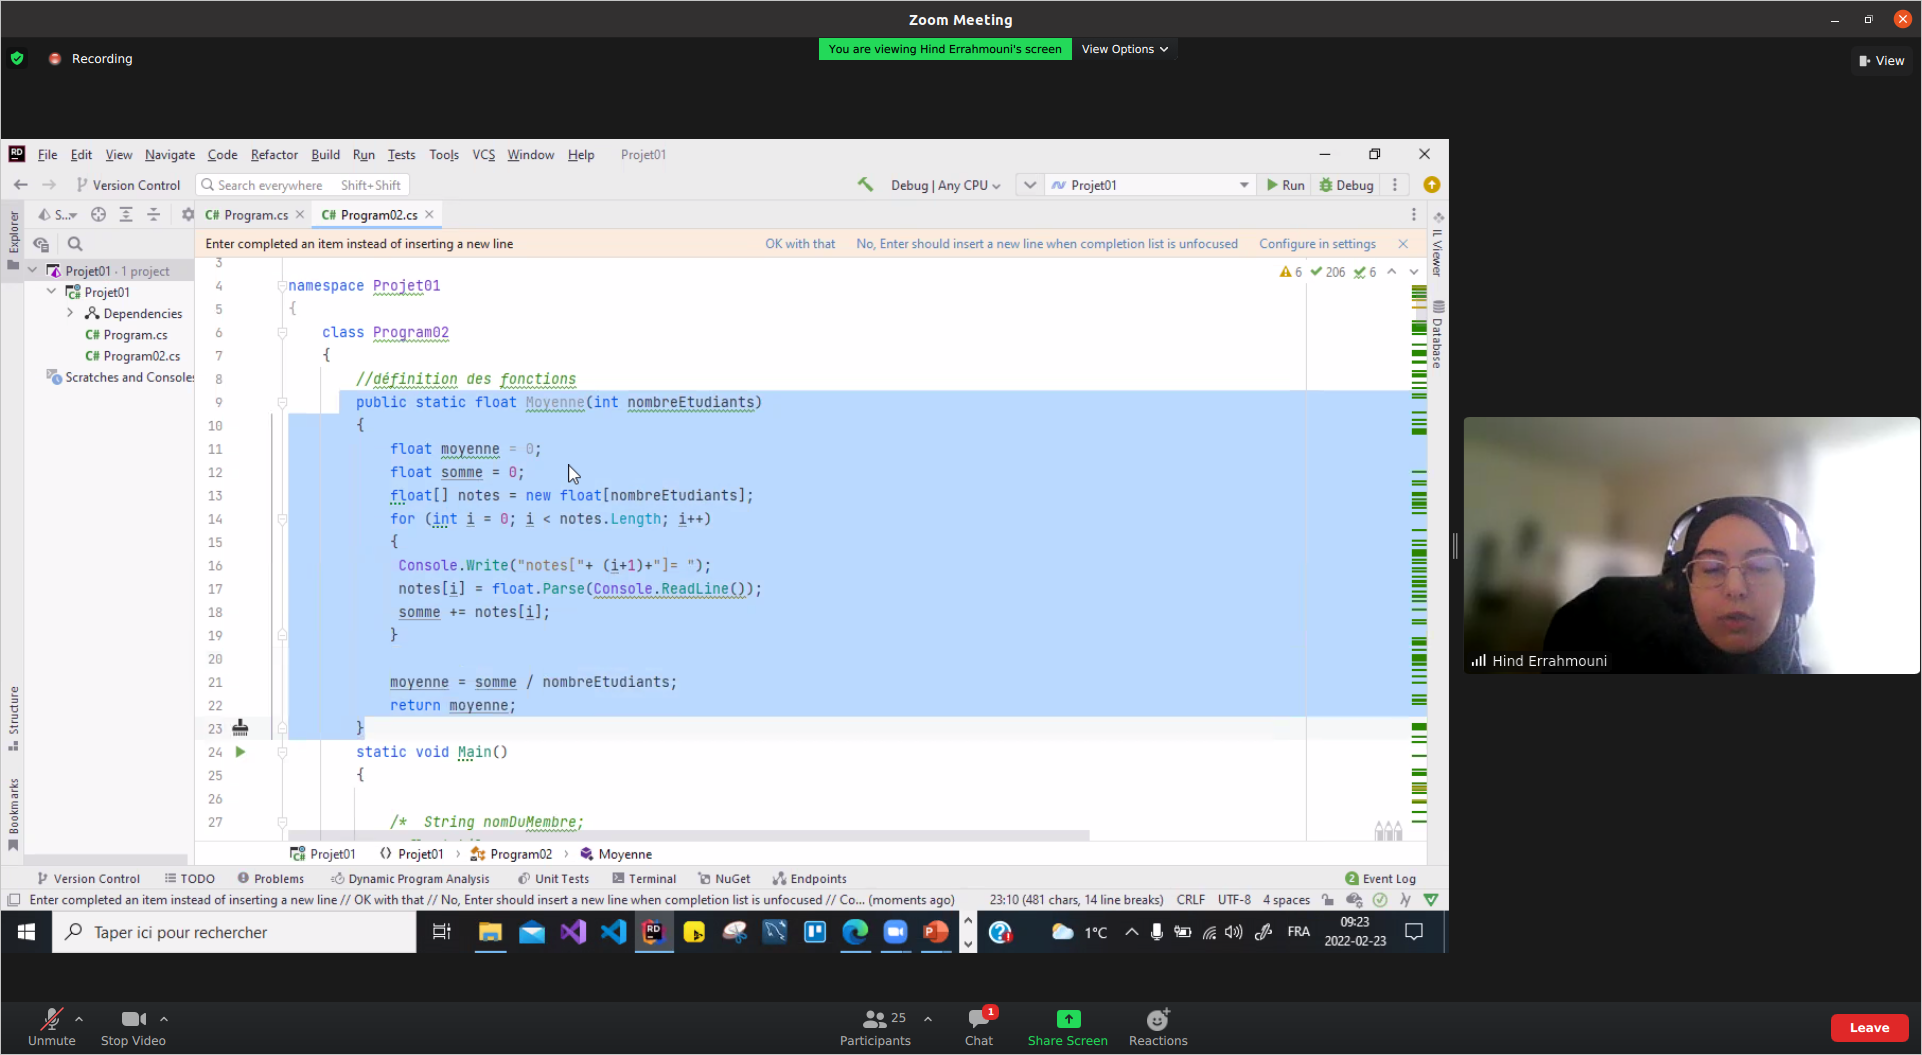 Zoom Meeting
Recording
You are viewing Hind Errahmouni's screen View Options
View
RD File Edit View Navigate Code Refactor Build Run Tests Tools VCS Window Help Projet01
Version Control Search everywhere Shift+Shift Debug | Any CPU Projet01 Run Debug
S... C# Program.cs C# Program02.cs
Enter completed an item instead of inserting a new line OK with that No, Enter should insert a new line when completion list is unfocused Configure in settings
Explorer
Structure
Bookmarks
Projet01 · 1 project
Projet01
Dependencies
C# Program.cs
C# Program02.cs
Scratches and Consoles
6 206 6
IL Viewer
Database
3
4 namespace Projet01
5 {
6 class Program02
7 {
8 //définition des fonctions
9 public static float Moyenne(int nombreEtudiants)
10 {
11 float moyenne = 0;
12 float somme = 0;
13 float[] notes = new float[nombreEtudiants];
14 for (int i = 0; i < notes.Length; i++)
15 {
16 Console.Write("notes["+ (i+1)+"]= ");
17 notes[i] = float.Parse(Console.ReadLine());
18 somme += notes[i];
19 }
20
21 moyenne = somme / nombreEtudiants;
22 return moyenne;
23 }
24 static void Main()
25 {
26
27 /* String nomDuMembre;
Projet01 Projet01 Program02 Moyenne
Version Control TODO Problems Dynamic Program Analysis Unit Tests Terminal NuGet Endpoints 2 Event Log
Enter completed an item instead of inserting a new line // OK with that // No, Enter should insert a new line when completion list is unfocused // Co... (moments ago) 23:10 (481 chars, 14 line breaks) CRLF UTF-8 4 spaces
Taper ici pour rechercher RD 1°C FRA 09:23
2022-02-23
Hind Errahmouni
Unmute Stop Video Participants 25 Chat 1 Share Screen Reactions Leave